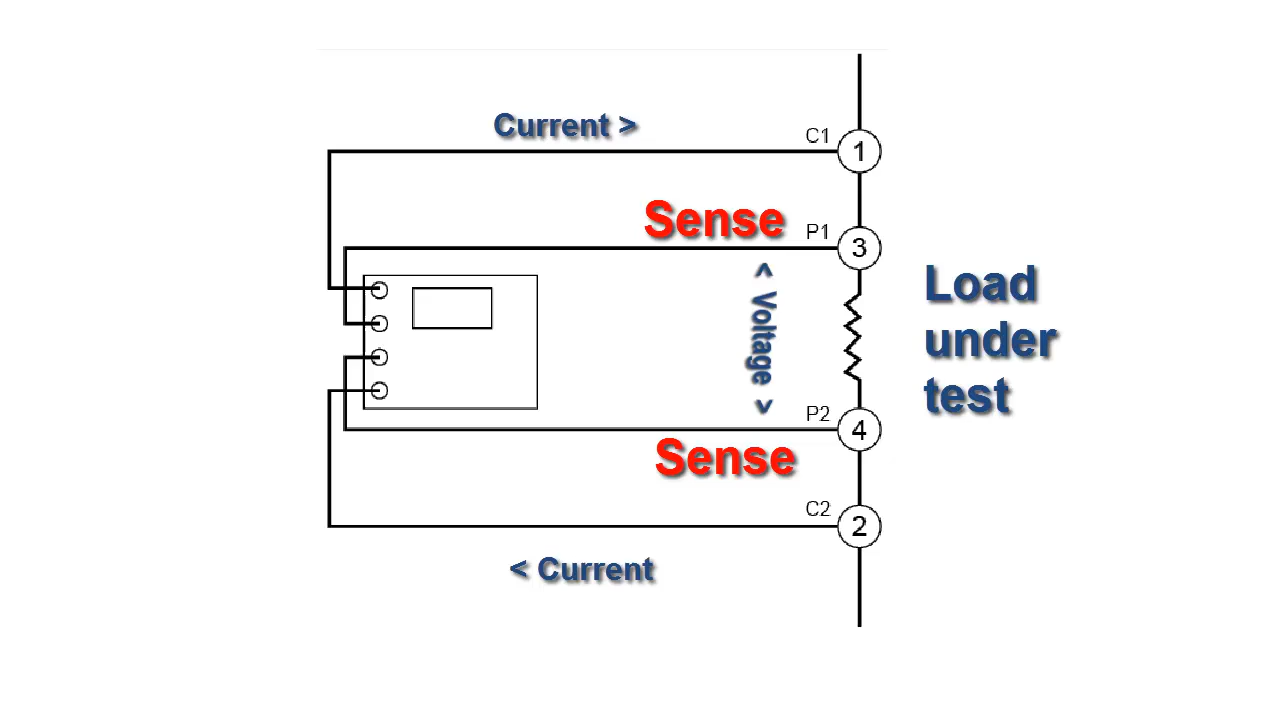 Current >
C1
1
Sense
P1
3
< Voltage >
Load
under
test
P2
4
Sense
C2
2
< Current